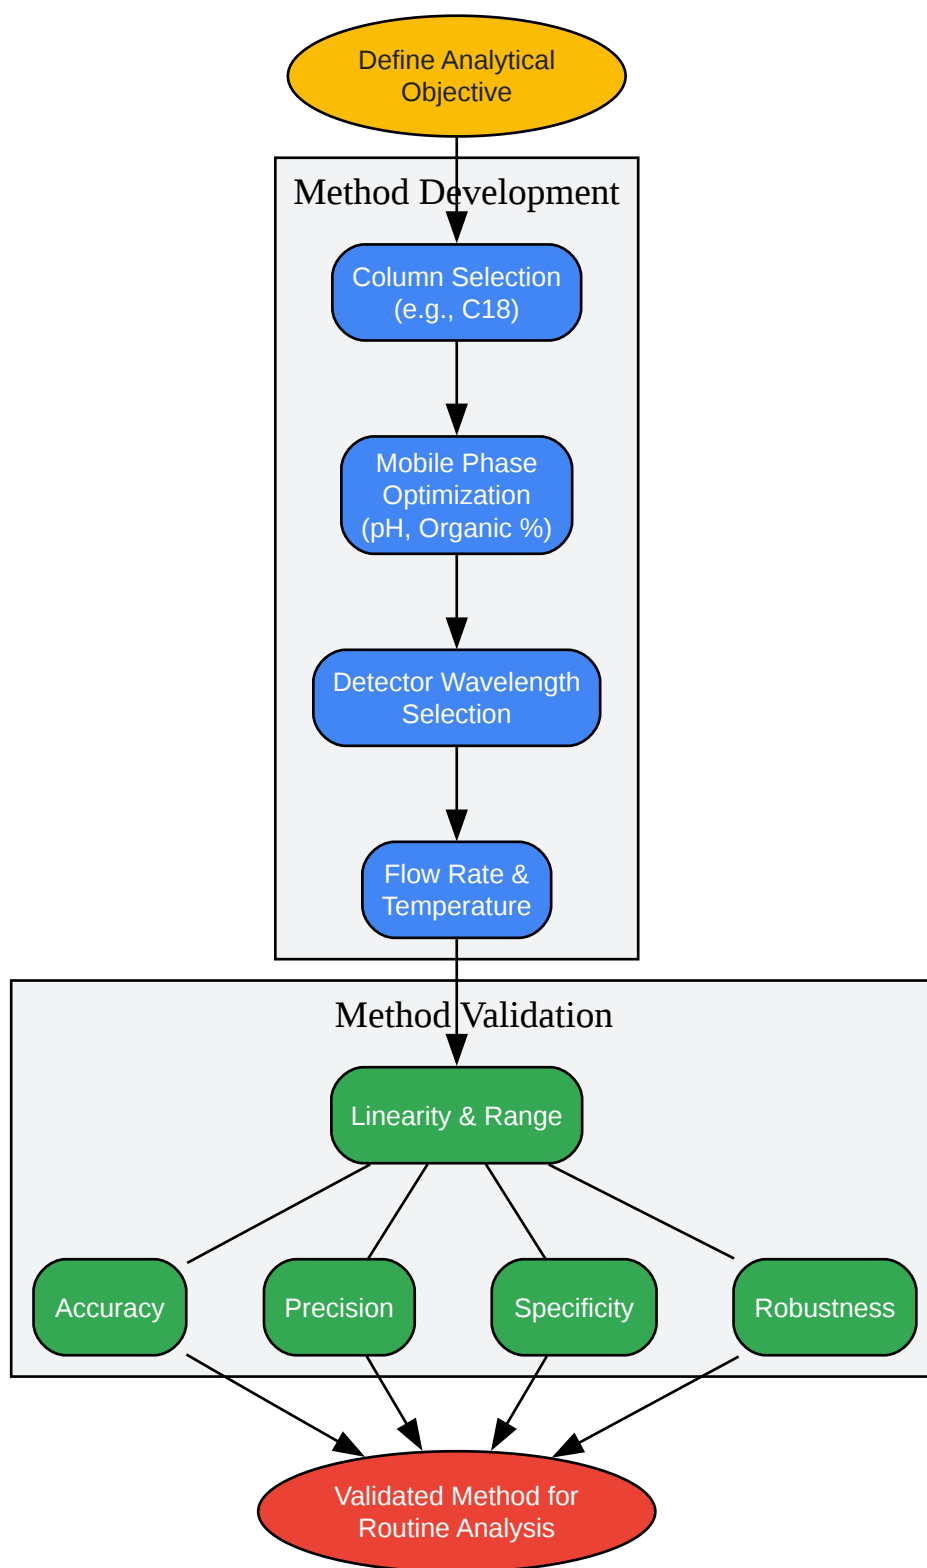 Define Analytical
Objective
Method Development
Column Selection
(e.g., C18)
Mobile Phase
Optimization
(pH, Organic %)
Detector Wavelength
Selection
Flow Rate &
Temperature
Method Validation
Linearity & Range
Accuracy
Precision
Specificity
Robustness
Validated Method for
Routine Analysis